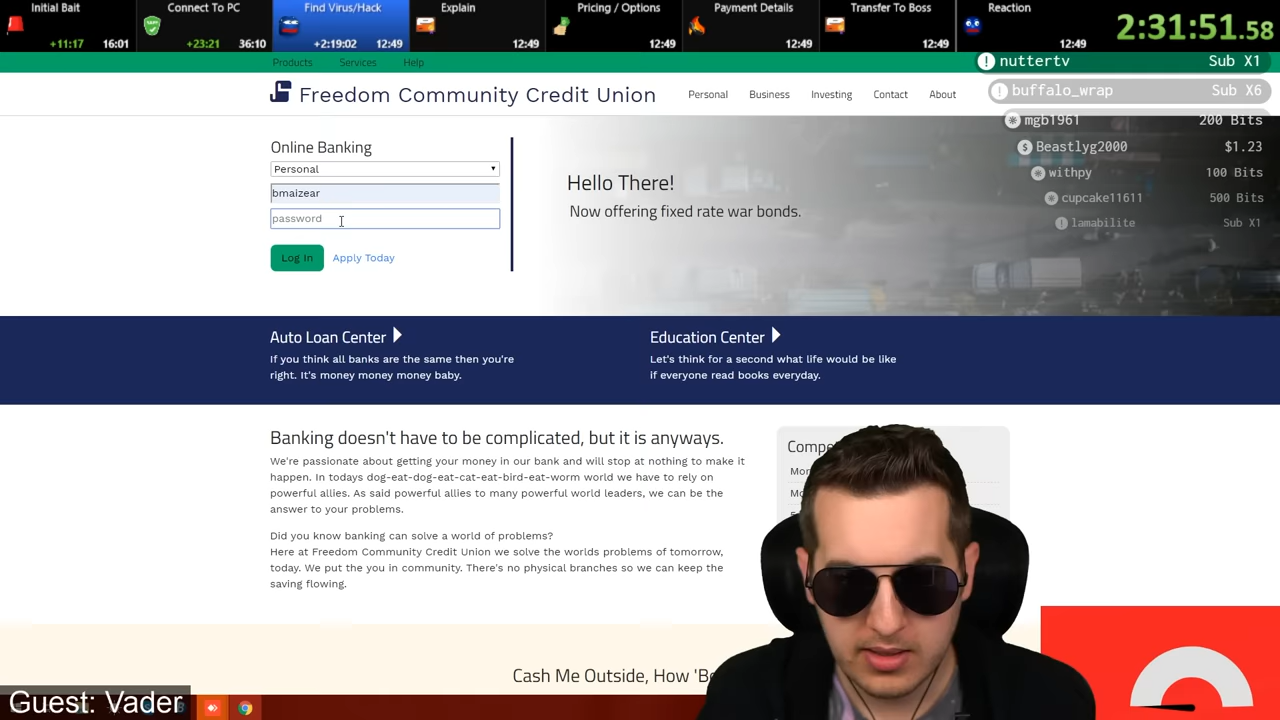 Initial Bait
+11:17 16:01
Connect To PC
+23:21 36:10
Find Virus/Hack
+2:19:02 12:49
Explain
12:49
Pricing / Options
12:49
Payment Details
12:49
Transfer To Boss
12:49
Reaction
12:49
2:31:51.58
Products Services Help
nuttertv Sub X1
buffalo_wrap Sub X6
mgb1961 200 Bits
Beastlyg2000 $1.23
withpy 100 Bits
cupcake11611 500 Bits
lamabilite Sub X1
Freedom Community Credit Union
Personal Business Investing Contact About
Online Banking
Personal
bmaizear
password
Log In Apply Today
Hello There!
Now offering fixed rate war bonds.
Auto Loan Center
If you think all banks are the same then you're
right. It's money money money baby.
Education Center
Let's think for a second what life would be like
if everyone read books everyday.
Banking doesn't have to be complicated, but it is anyways.
We're passionate about getting your money in our bank and will stop at nothing to make it
happen. In todays dog-eat-dog-eat-cat-eat-bird-eat-worm world we have to rely on
powerful allies. As said powerful allies to many powerful world leaders, we can be the
answer to your problems.
Did you know banking can solve a world of problems?
Here at Freedom Community Credit Union we solve the worlds problems of tomorrow,
today. We put the you in community. There's no physical branches so we can keep the
saving flowing.
Cash Me Outside, How
Guest: Vader